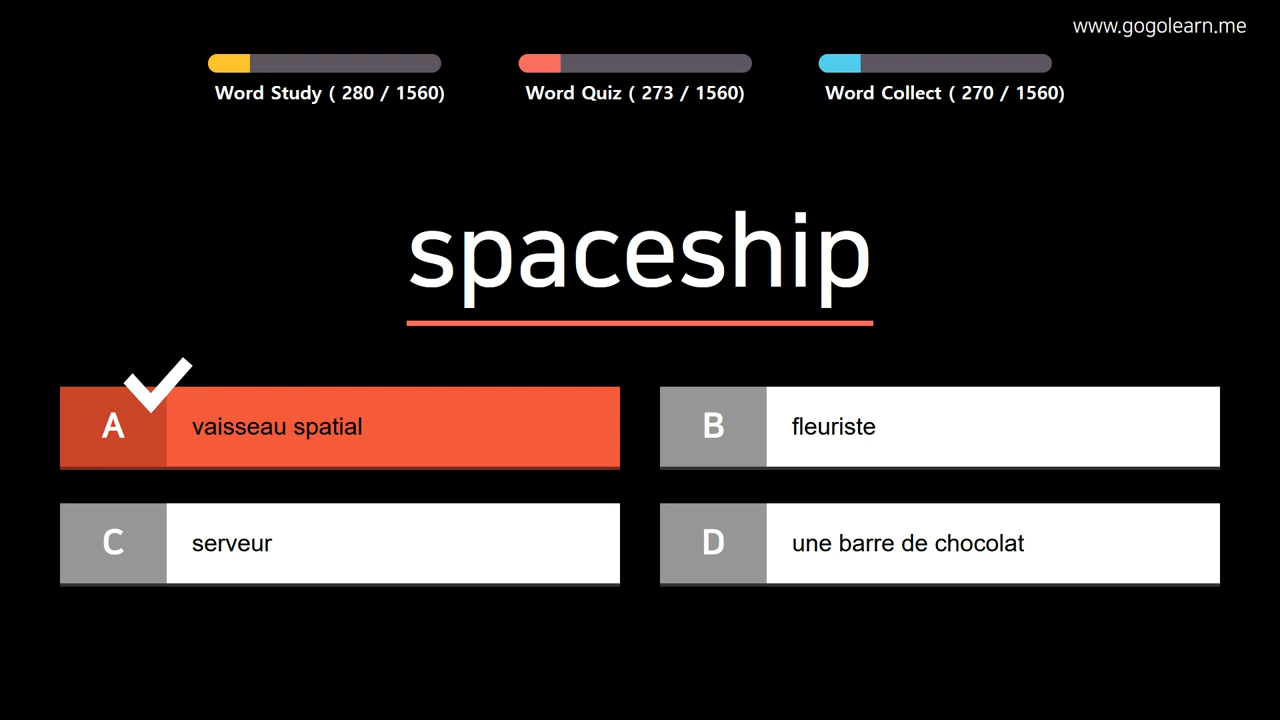 www.gogolearn.me
Word Study ( 280 / 1560)
Word Quiz ( 273 / 1560)
Word Collect ( 270 / 1560)
spaceship
A vaisseau spatial
B fleuriste
C serveur
D une barre de chocolat